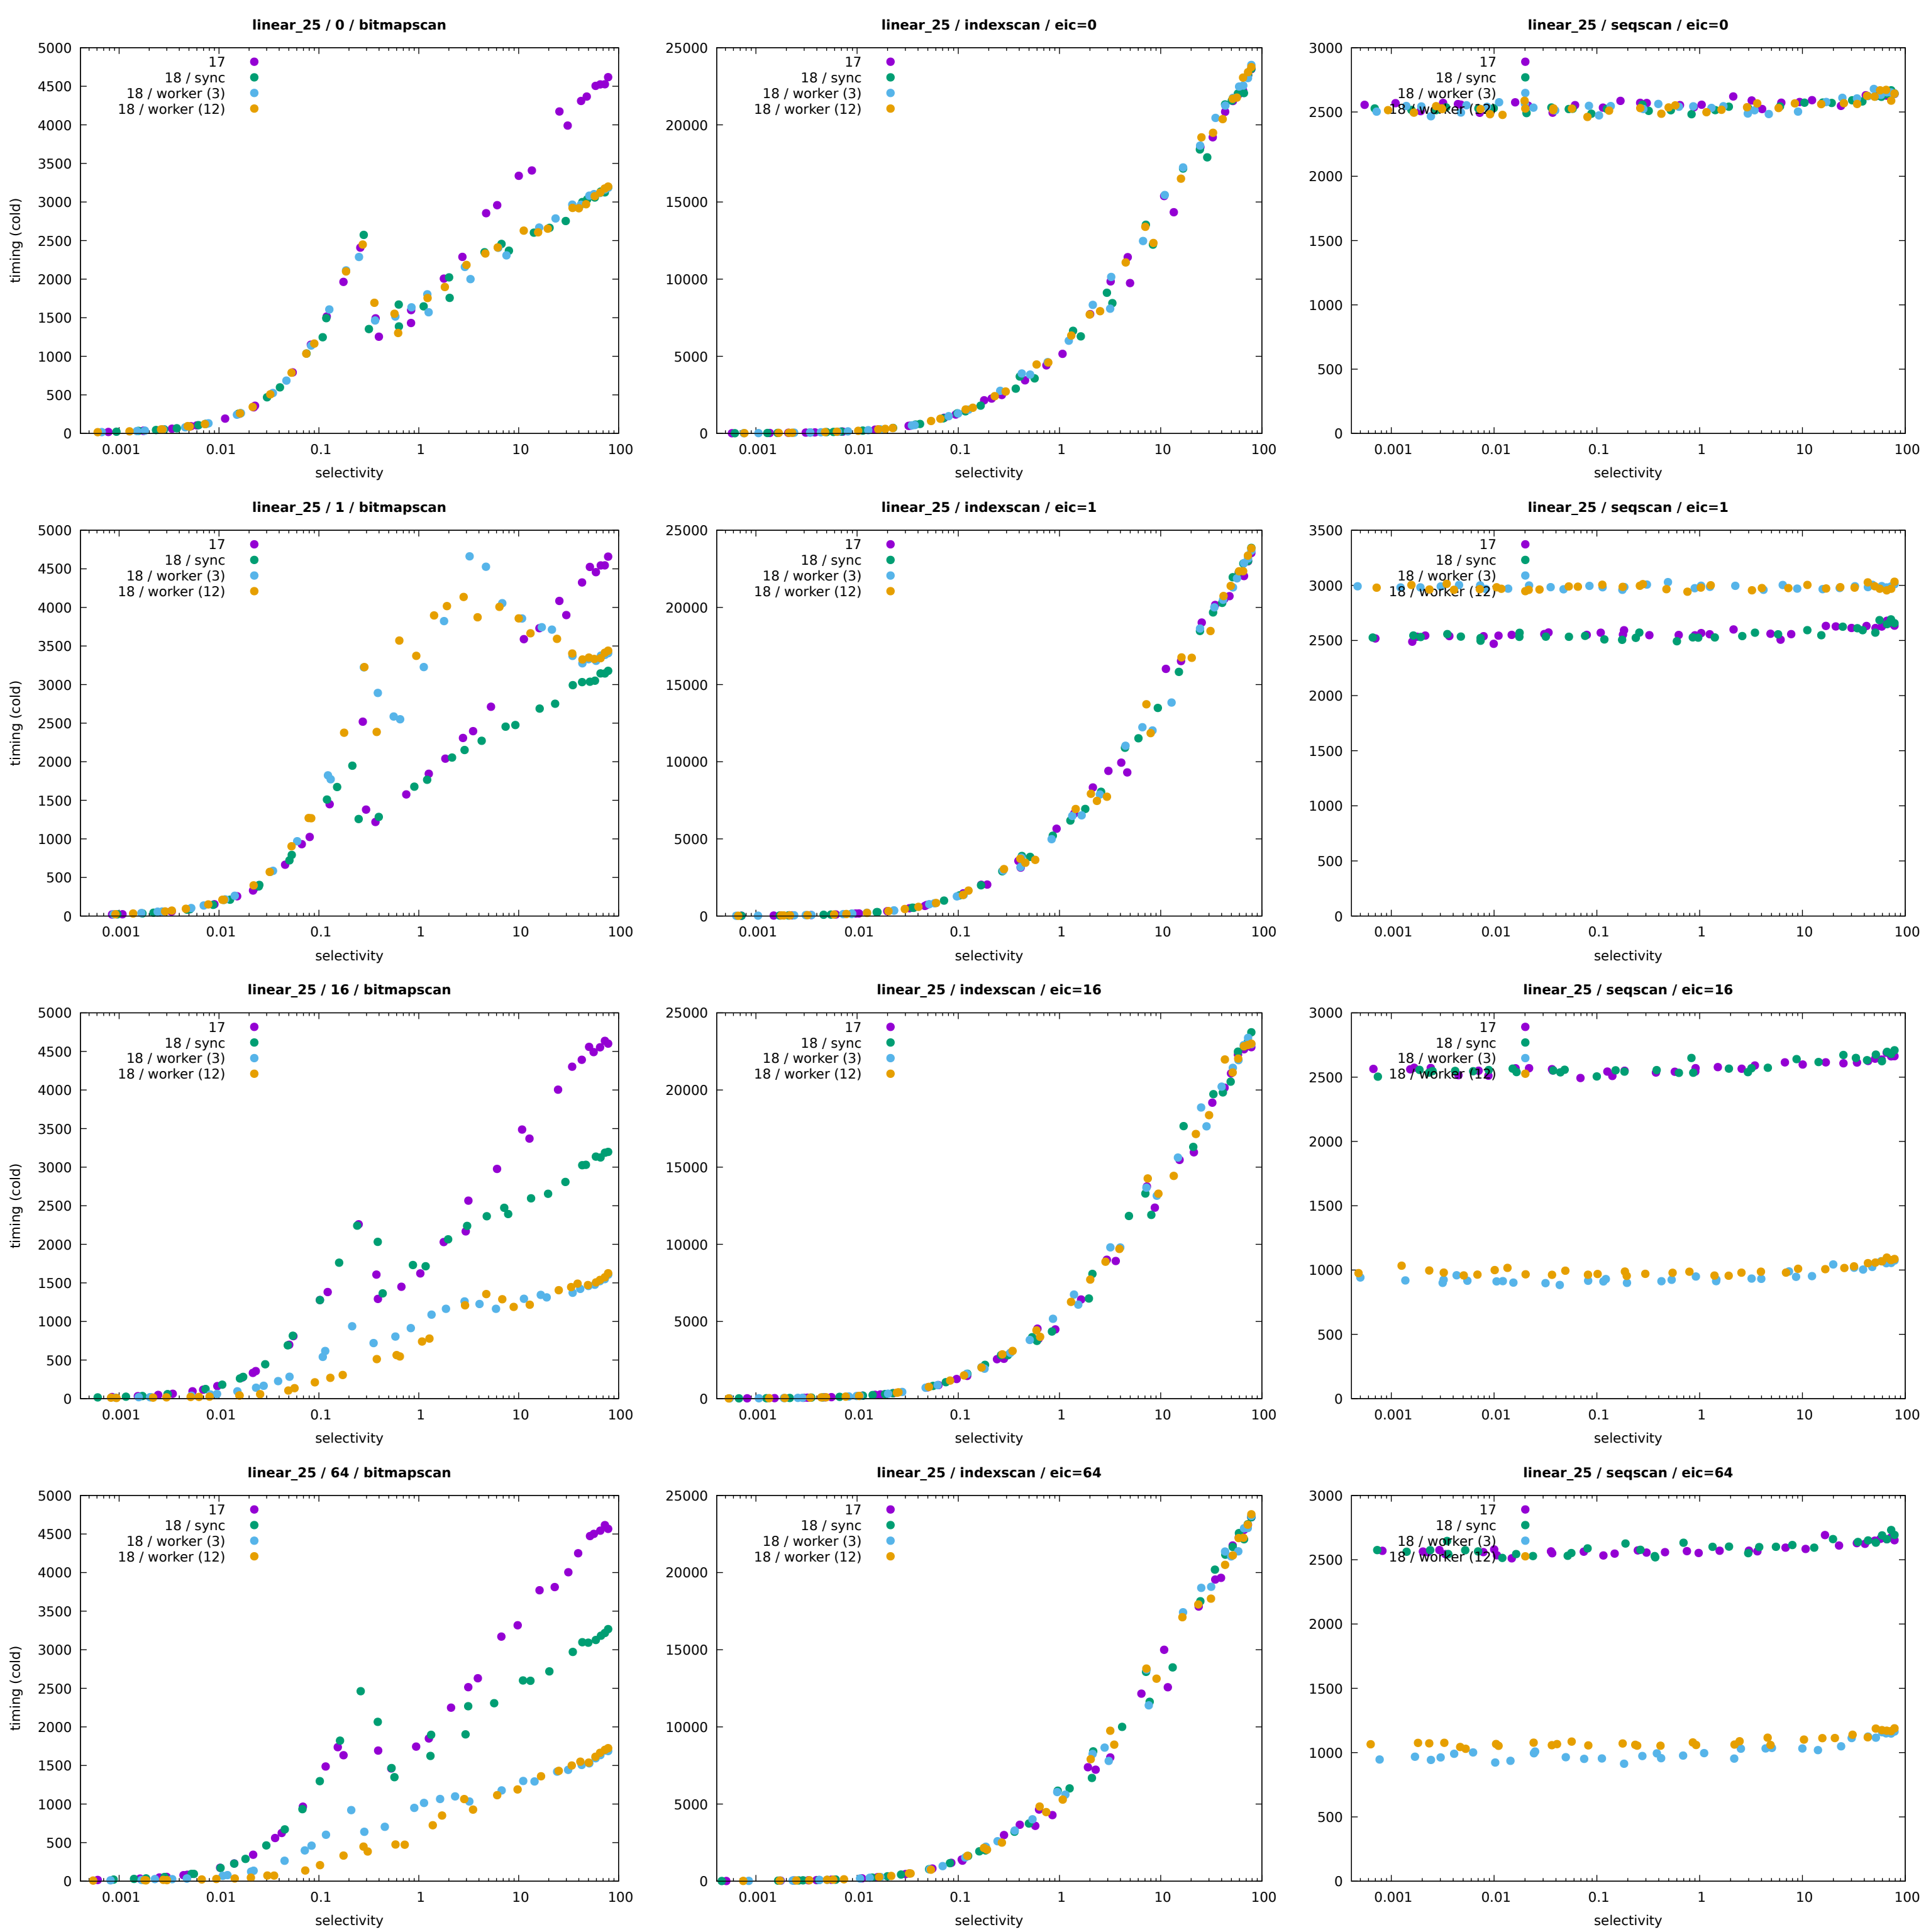 linear_25 / 0 / bitmapscan
timing (cold)
5000
4500
4000
3500
3000
2500
2000
1500
1000
500
0
17
18 / sync
18 / worker (3)
18 / worker (12)
0.001 0.01 0.1 1 10 100
selectivity
linear_25 / indexscan / eic=0
25000
20000
15000
10000
5000
0
17
18 / sync
18 / worker (3)
18 / worker (12)
0.001 0.01 0.1 1 10 100
selectivity
linear_25 / seqscan / eic=0
3000
2500
2000
1500
1000
500
0
17
18 / sync
18 / worker (3)
18 / worker (12)
0.001 0.01 0.1 1 10 100
selectivity
linear_25 / 1 / bitmapscan
timing (cold)
5000
4500
4000
3500
3000
2500
2000
1500
1000
500
0
17
18 / sync
18 / worker (3)
18 / worker (12)
0.001 0.01 0.1 1 10 100
selectivity
linear_25 / indexscan / eic=1
25000
20000
15000
10000
5000
0
17
18 / sync
18 / worker (3)
18 / worker (12)
0.001 0.01 0.1 1 10 100
selectivity
linear_25 / seqscan / eic=1
3500
3000
2500
2000
1500
1000
500
0
17
18 / sync
18 / worker (3)
18 / worker (12)
0.001 0.01 0.1 1 10 100
selectivity
linear_25 / 16 / bitmapscan
timing (cold)
5000
4500
4000
3500
3000
2500
2000
1500
1000
500
0
17
18 / sync
18 / worker (3)
18 / worker (12)
0.001 0.01 0.1 1 10 100
selectivity
linear_25 / indexscan / eic=16
25000
20000
15000
10000
5000
0
17
18 / sync
18 / worker (3)
18 / worker (12)
0.001 0.01 0.1 1 10 100
selectivity
linear_25 / seqscan / eic=16
3000
2500
2000
1500
1000
500
0
17
18 / sync
18 / worker (3)
18 / worker (12)
0.001 0.01 0.1 1 10 100
selectivity
linear_25 / 64 / bitmapscan
timing (cold)
5000
4500
4000
3500
3000
2500
2000
1500
1000
500
0
17
18 / sync
18 / worker (3)
18 / worker (12)
0.001 0.01 0.1 1 10 100
selectivity
linear_25 / indexscan / eic=64
25000
20000
15000
10000
5000
0
17
18 / sync
18 / worker (3)
18 / worker (12)
0.001 0.01 0.1 1 10 100
selectivity
linear_25 / seqscan / eic=64
3000
2500
2000
1500
1000
500
0
17
18 / sync
18 / worker (3)
18 / worker (12)
0.001 0.01 0.1 1 10 100
selectivity